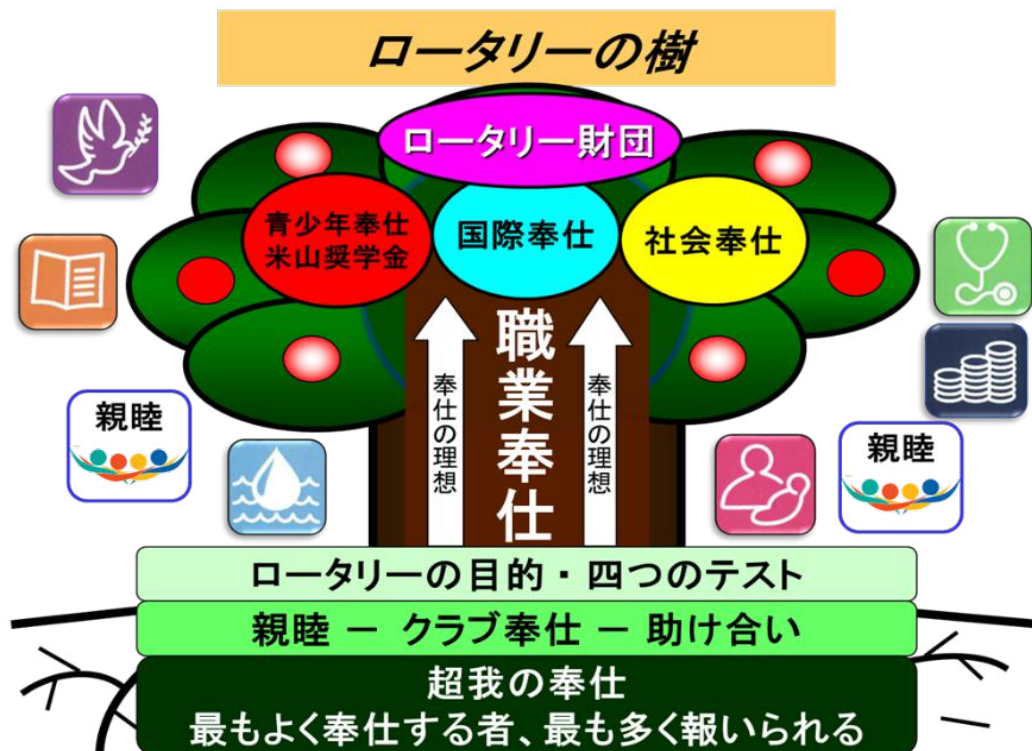 ロータリーの樹
ロータリー財団
青少年奉仕
米山奨学金
国際奉仕
社会奉仕
職業奉仕
奉仕の理想
奉仕の理想
親睦
親睦
ロータリーの目的・四つのテスト
親睦 － クラブ奉仕 － 助け合い
超我の奉仕
最もよく奉仕する者、最も多く報いられる